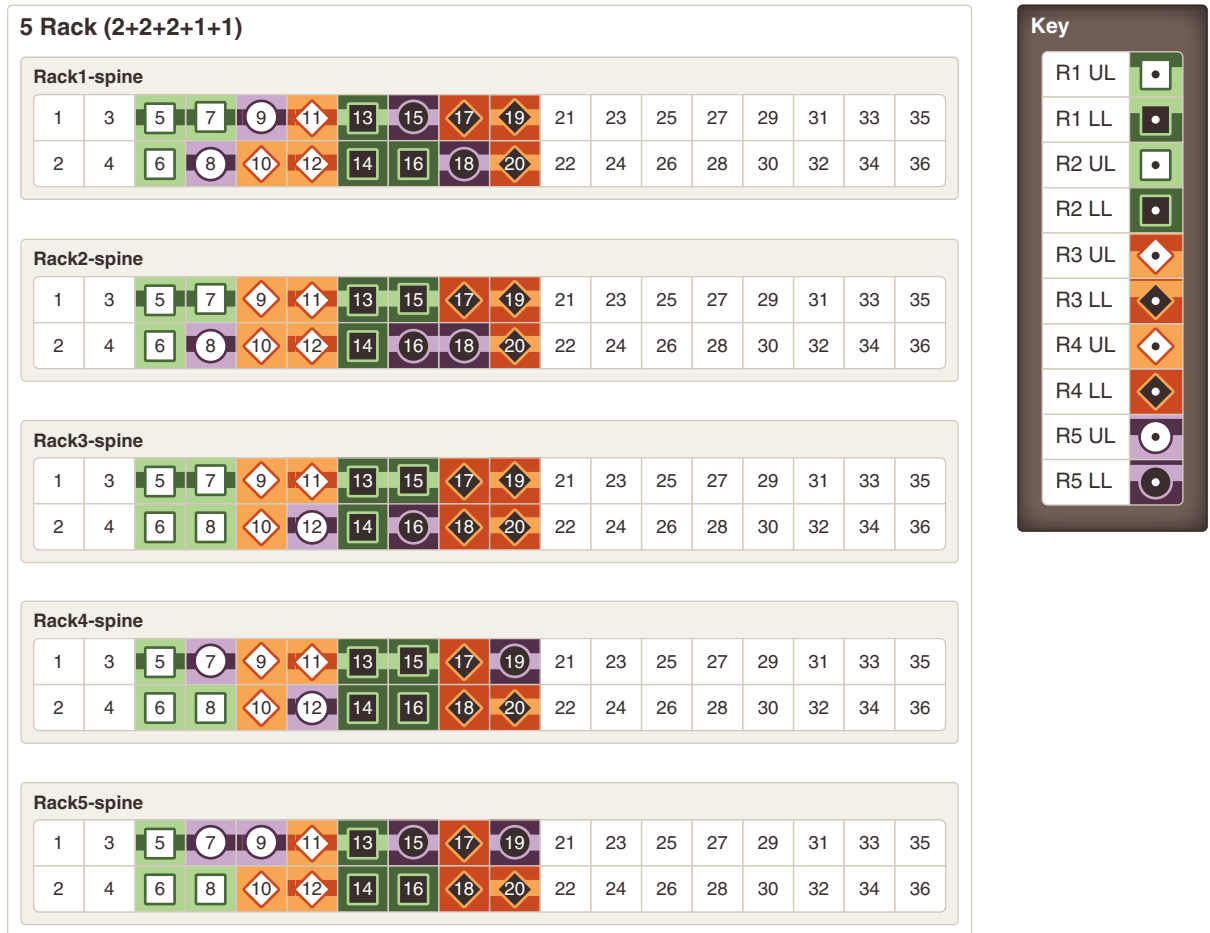 5 Rack (2+2+2+1+1)
Rack1-spine
1 3 5 7 9 11 13 15 17 19 21 23 25 27 29 31 33 35
2 4 6 8 10 12 14 16 18 20 22 24 26 28 30 32 34 36
Rack2-spine
1 3 5 7 9 11 13 15 17 19 21 23 25 27 29 31 33 35
2 4 6 8 10 12 14 16 18 20 22 24 26 28 30 32 34 36
Rack3-spine
1 3 5 7 9 11 13 15 17 19 21 23 25 27 29 31 33 35
2 4 6 8 10 12 14 16 18 20 22 24 26 28 30 32 34 36
Rack4-spine
1 3 5 7 9 11 13 15 17 19 21 23 25 27 29 31 33 35
2 4 6 8 10 12 14 16 18 20 22 24 26 28 30 32 34 36
Rack5-spine
1 3 5 7 9 11 13 15 17 19 21 23 25 27 29 31 33 35
2 4 6 8 10 12 14 16 18 20 22 24 26 28 30 32 34 36
Key
R1 UL
R1 LL
R2 UL
R2 LL
R3 UL
R3 LL
R4 UL
R4 LL
R5 UL
R5 LL